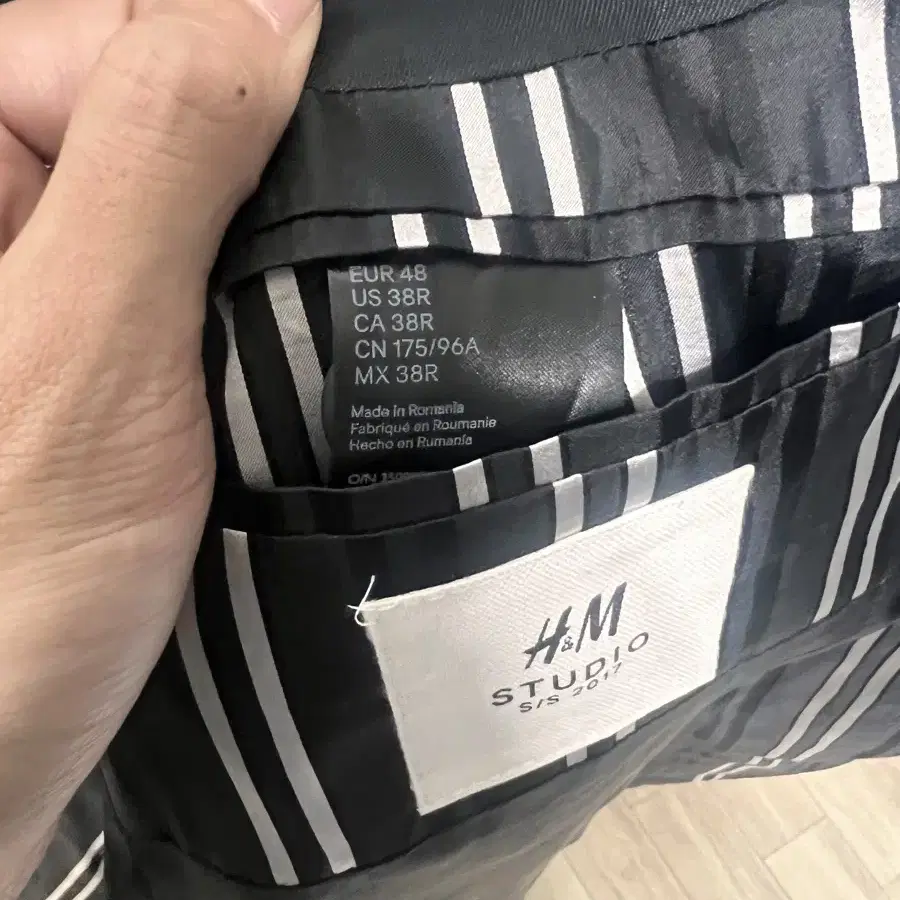 EUR 48
US 38R
CA 38R
CN 175/96A
MX 38R
Made in Romania
Fabriqué en Roumanie
Hecho en Rumania
O/N
H&M
STUDIO
S/S 2017